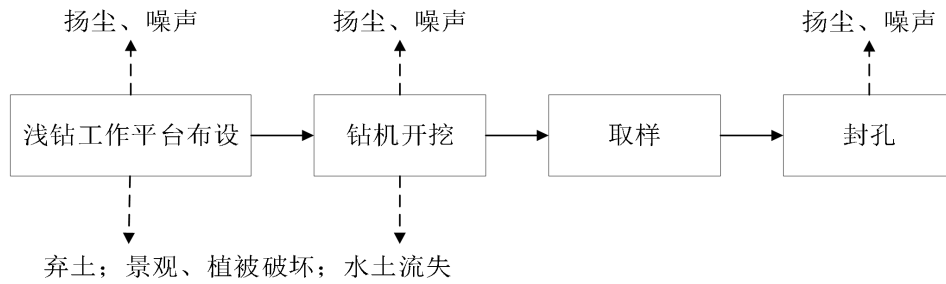 扬尘、噪声
扬尘、噪声
扬尘、噪声
浅钻工作平台布设
钻机开挖
取样
封孔
弃土；景观、植被破坏；水土流失